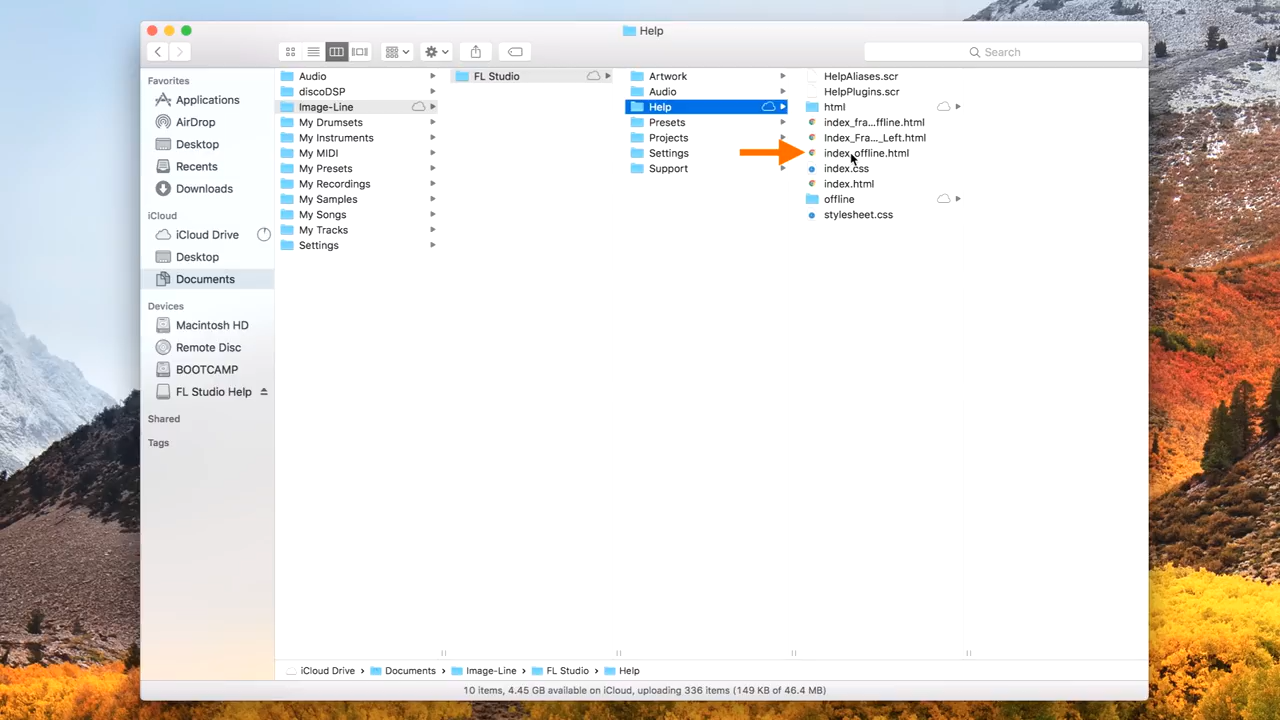 Help
Search
Favorites
Applications
AirDrop
Desktop
Recents
Downloads
iCloud
iCloud Drive
Desktop
Documents
Devices
Macintosh HD
Remote Disc
BOOTCAMP
FL Studio Help
Shared
Tags
Audio
discoDSP
Image-Line
My Drumsets
My Instruments
My MIDI
My Presets
My Recordings
My Samples
My Songs
My Tracks
Settings
FL Studio
Artwork
Audio
Help
Presets
Projects
Settings
Support
HelpAliases.scr
HelpPlugins.scr
html
index_fra...ffline.html
Index_Fra..._Left.html
index_offline.html
index.css
index.html
offline
stylesheet.css
iCloud Drive › Documents › Image-Line › FL Studio › Help
10 items, 4.45 GB available on iCloud, uploading 336 items (149 KB of 46.4 MB)